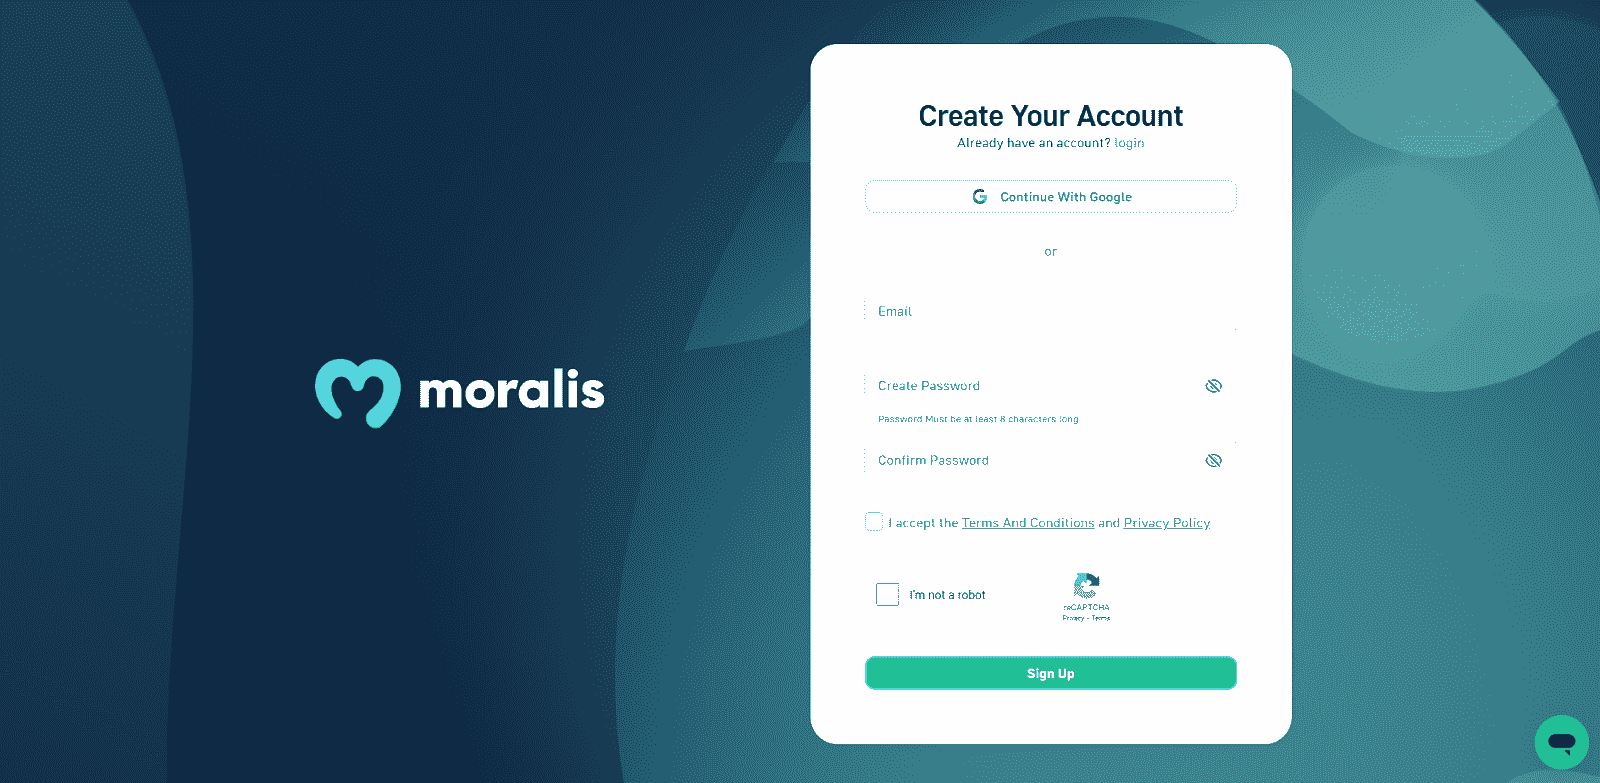 moralis
Create Your Account
Already have an account? login
Continue With Google
or
Email
Create Password
Password Must be at least 8 characters long
Confirm Password
I accept the Terms And Conditions and Privacy Policy
I'm not a robot
reCAPTCHA
Privacy - Terms
Sign Up